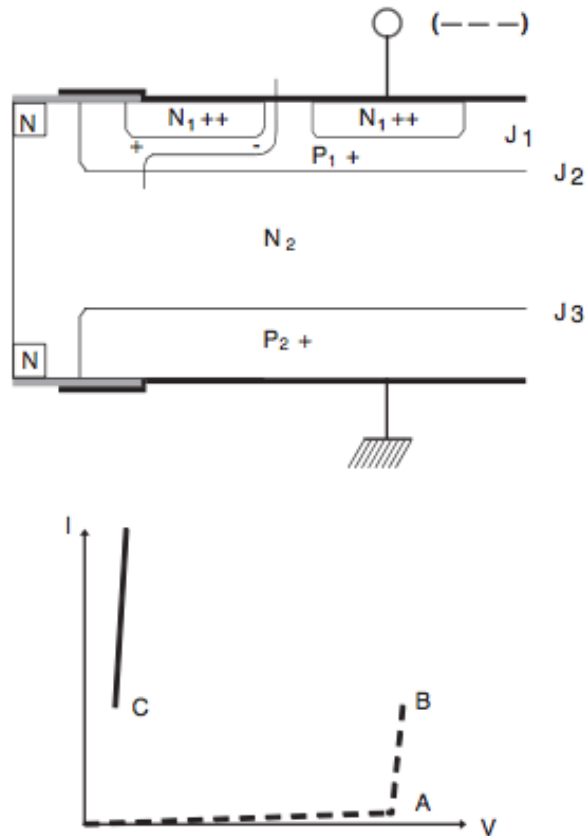 (− − − −)
N
N₁ ++
N₁ ++
J₁
+
-
P₁ +
J₂
N₂
J₃
P₂ +
N
I
C
B
A
V